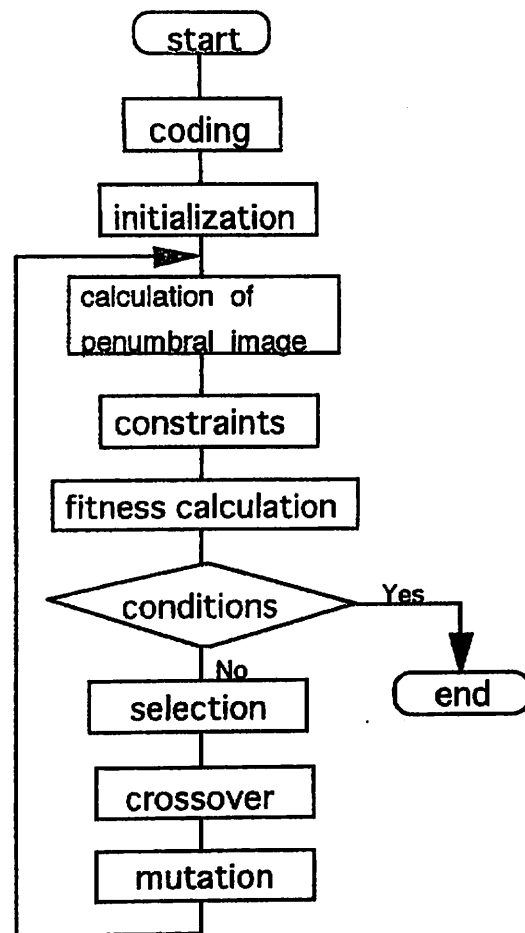 start
coding
initialization
calculation of
penumbral image
constraints
fitness calculation
conditions
Yes
No
end
selection
crossover
mutation